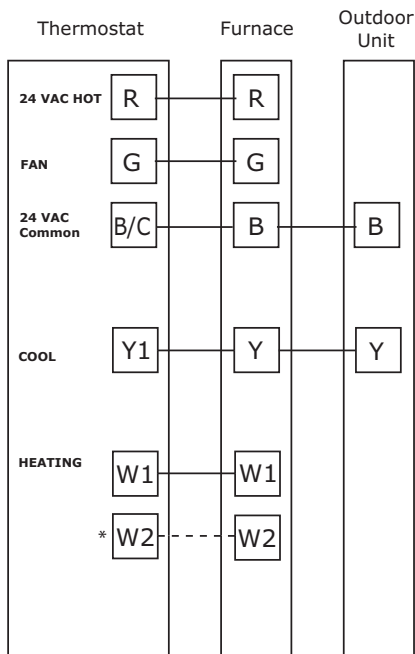 Thermostat Furnace Outdoor Unit
24 VAC HOT R R
FAN G G
24 VAC
Common B/C B B
COOL Y1 Y Y
HEATING
W1 W1
* W2 W2